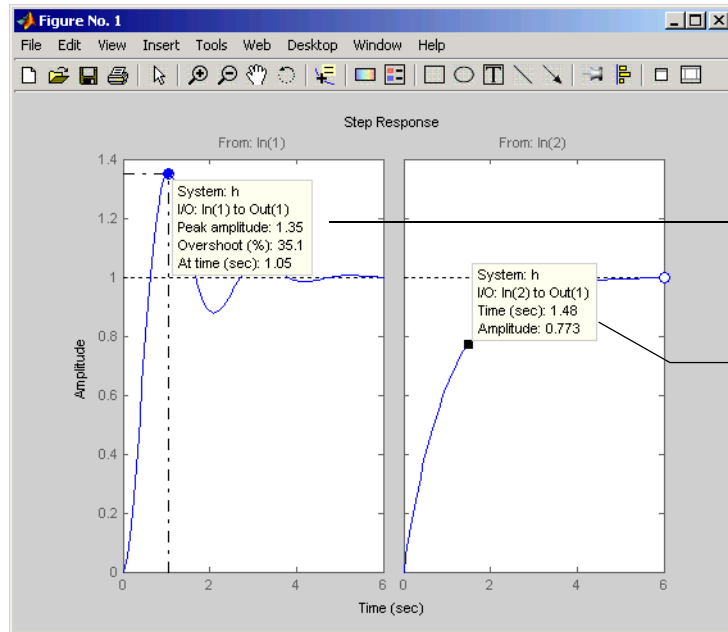 Figure No. 1
File Edit View Insert Tools Web Desktop Window Help
T
Step Response
From: In(1)
From: In(2)
1.4
1.2
1
0.8
0.6
0.4
0.2
0
Amplitude
System: h
I/O: In(1) to Out(1)
Peak amplitude: 1.35
Overshoot (%): 35.1
At time (sec): 1.05
System: h
I/O: In(2) to Out(1)
Time (sec): 1.48
Amplitude: 0.773
0 2 4 6 0 2 4 6
Time (sec)